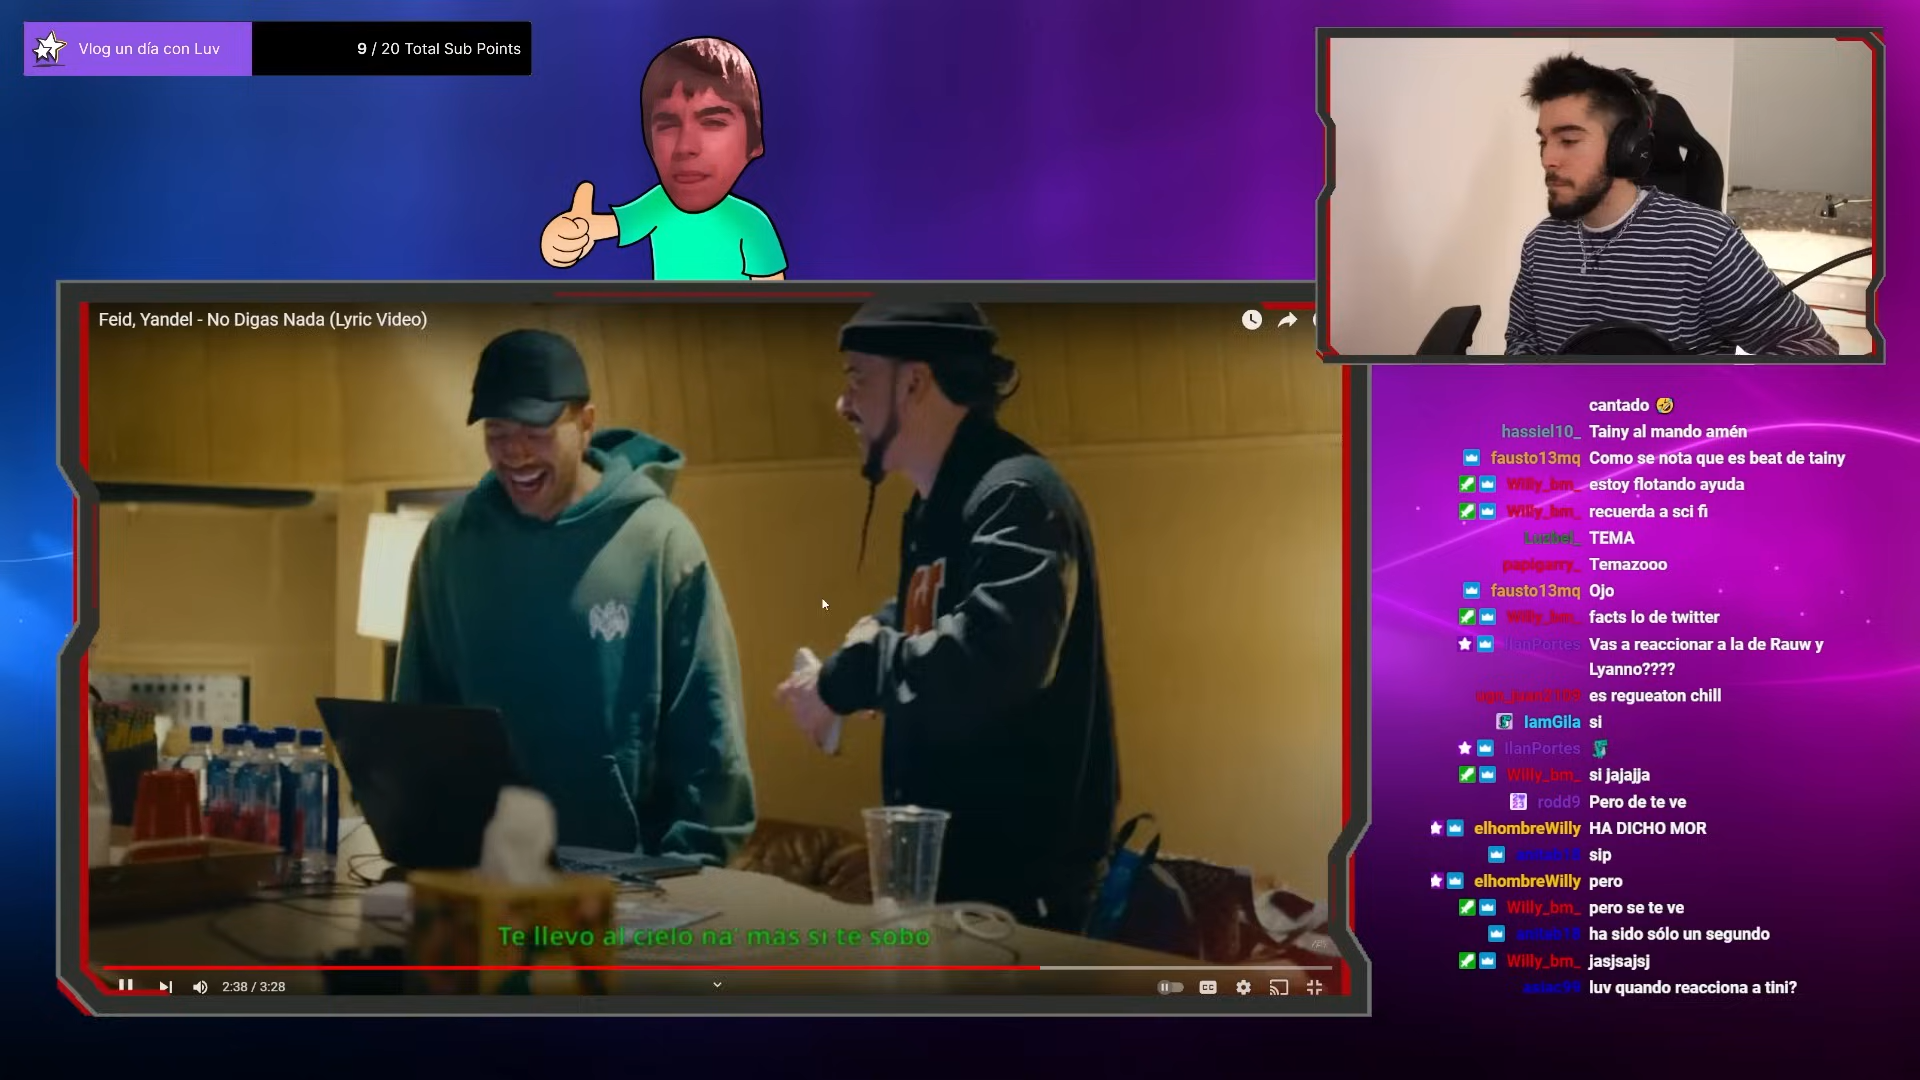 Vlog un día con Luv
9 / 20 Total Sub Points
Feid, Yandel - No Digas Nada (Lyric Video)
Te llevo al cielo na' más si te sobo
2:38 / 3:28
CC
cantado
hassiel10_ Tainy al mando amén
fausto13mq Como se nota que es beat de tainy
Willy_bm_ estoy flotando ayuda
Willy_bm_ recuerda a sci fi
TEMA
papigarry_ Temazooo
fausto13mq Ojo
Willy_bm_ facts lo de twitter
IlanPortes Vas a reaccionar a la de Rauw y
Lyanno????
es regueaton chill
IamGila si
IlanPortes
Willy_bm_ si jajajja
rodd9 Pero de te ve
elhombreWilly HA DICHO MOR
sip
elhombreWilly pero
Willy_bm_ pero se te ve
ha sido sólo un segundo
Willy_bm_ jasjsajsj
luv quando reacciona a tini?